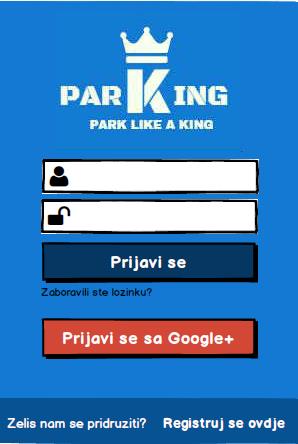 PARKING
PARK LIKE A KING
Prijavi se
Zaboravili ste lozinku?
Prijavi se sa Google+
Zelis nam se pridruziti? Registruj se ovdje